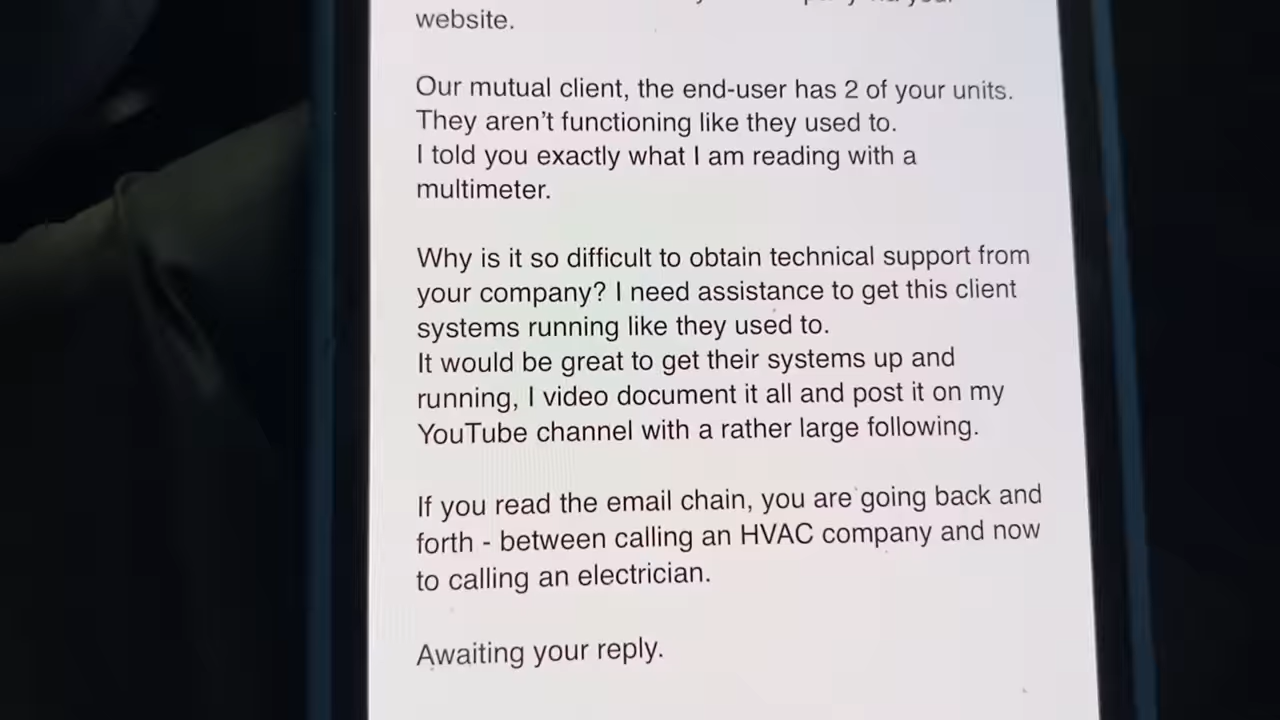 website.
Our mutual client, the end-user has 2 of your units.
They aren’t functioning like they used to.
I told you exactly what I am reading with a
multimeter.
Why is it so difficult to obtain technical support from
your company? I need assistance to get this client
systems running like they used to.
It would be great to get their systems up and
running, I video document it all and post it on my
YouTube channel with a rather large following.
If you read the email chain, you are going back and
forth - between calling an HVAC company and now
to calling an electrician.
Awaiting your reply.